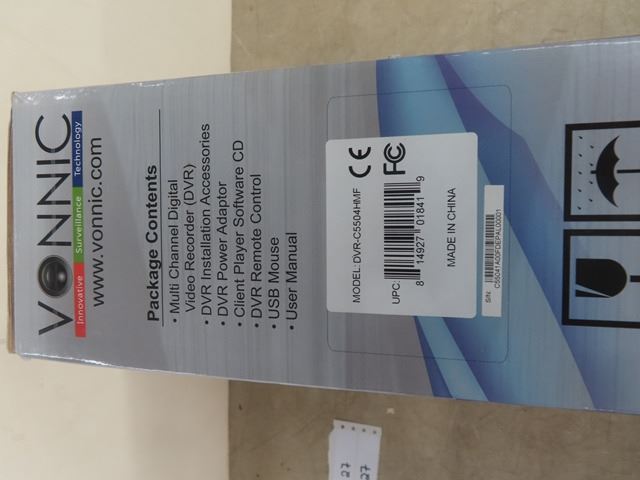 VONNIC
Innovative Surveillance Technology
www.vonnic.com
Package Contents
• Multi Channel Digital
Video Recorder (DVR)
• DVR Installation Accessories
• DVR Power Adaptor
• Client Player Software CD
• DVR Remote Control
• USB Mouse
• User Manual
MODEL: DVR-C5504HMF
CE
FC
UPC:
8 14927 01841 9
MADE IN CHINA
S/N:
27
27